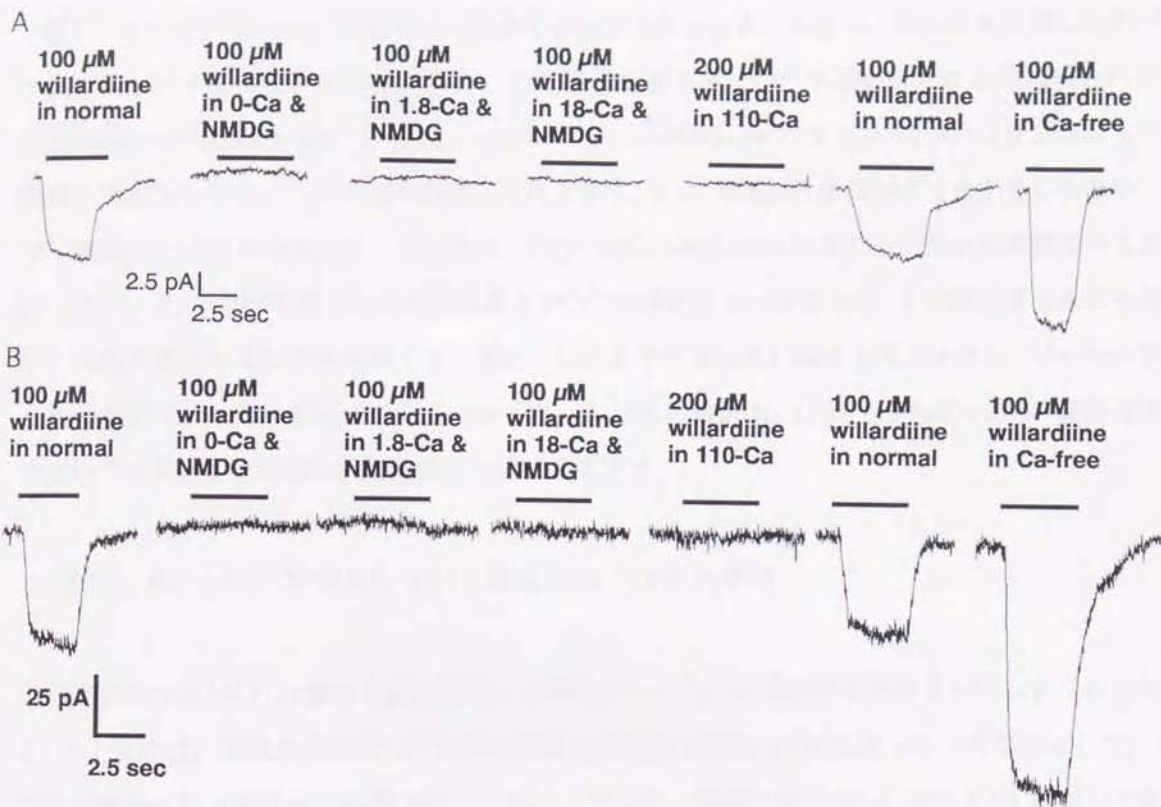 A
100 µM
willardiine
in normal
100 µM
willardiine
in 0-Ca &
NMDG
100 µM
willardiine
in 1.8-Ca &
NMDG
100 µM
willardiine
in 18-Ca &
NMDG
200 µM
willardiine
in 110-Ca
100 µM
willardiine
in normal
100 µM
willardiine
in Ca-free
2.5 pA
2.5 sec
B
100 µM
willardiine
in normal
100 µM
willardiine
in 0-Ca &
NMDG
100 µM
willardiine
in 1.8-Ca &
NMDG
100 µM
willardiine
in 18-Ca &
NMDG
200 µM
willardiine
in 110-Ca
100 µM
willardiine
in normal
100 µM
willardiine
in Ca-free
25 pA
2.5 sec